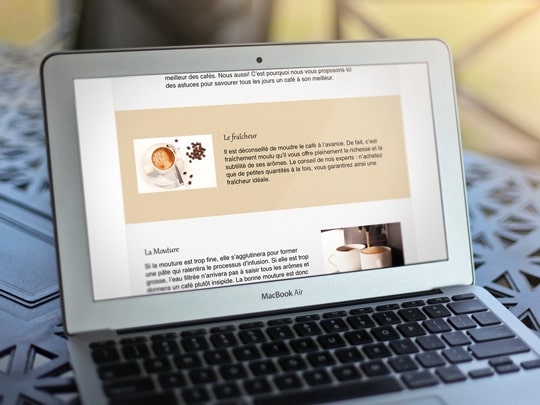 meilleur des cafés. Nous aussi! C'est pourquoi nous vous proposons ici
des astuces pour savourer tous les jours un café à son meilleur.
Le fraîcheur
Il est déconseillé de moudre le café à l'avance. De fait, c'est
fraîchement moulu qu'il vous offre pleinement la richesse et la
subtilité de ses arômes. Le conseil de nos experts : n'achetez
que de petites quantités à la fois, vous garantirez ainsi une
fraîcheur idéale.
La Mouture
Si la mouture est trop fine, elle s'agglutinera pour former
une pâte qui ralentira le processus d'infusion. Si elle est trop
grosse, l'eau filtrée n'arrivera pas à saisir tous les arômes et
donnera un café plutôt insipide. La bonne mouture est donc
MacBook Air